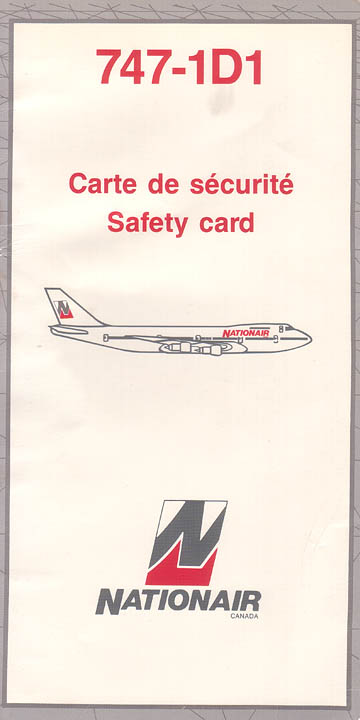 747-1D1
Carte de sécurité
Safety card
NATIONAIR
NATIONAIR
CANADA